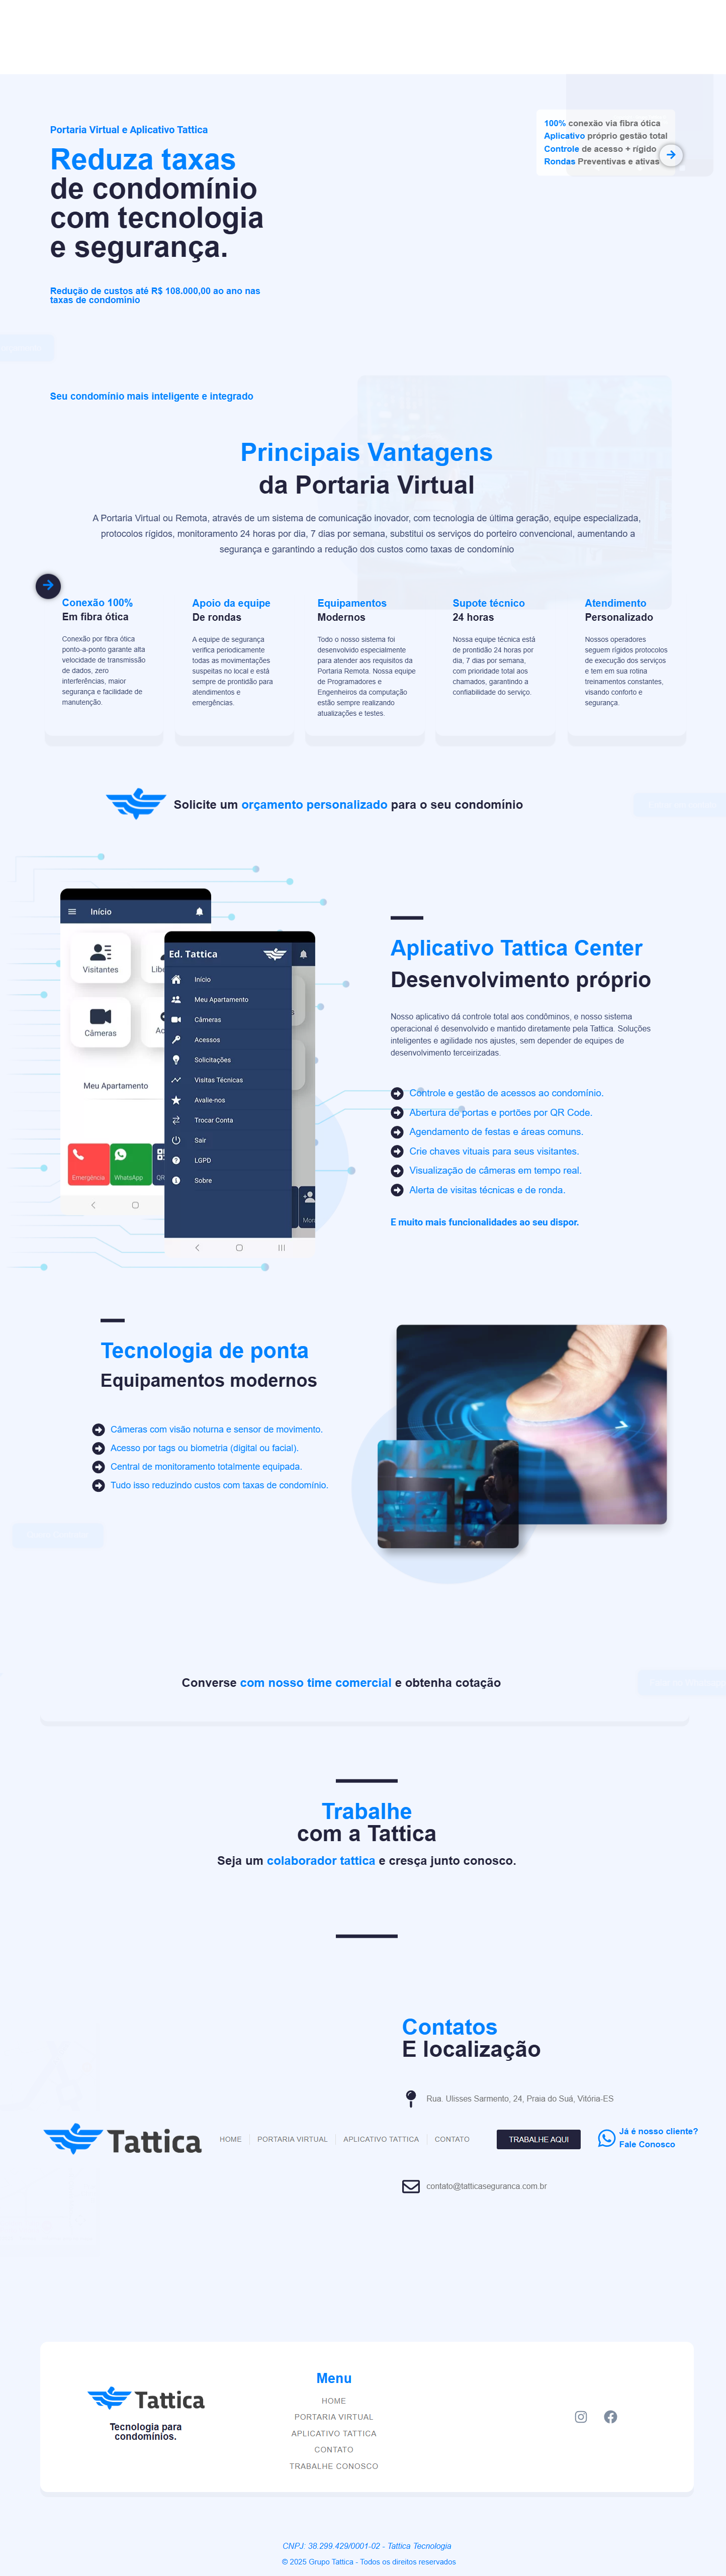 Portaria Virtual e Aplicativo Tattica
Reduza taxas
de condomínio
com tecnologia
e segurança.
Redução de custos até R$ 108.000,00 ao ano nas
taxas de condomínio
100% conexão via fibra ótica
Aplicativo próprio gestão total
Controle de acesso + rígido
Rondas Preventivas e ativas
Seu condomínio mais inteligente e integrado
Principais Vantagens
da Portaria Virtual
A Portaria Virtual ou Remota, através de um sistema de comunicação inovador, com tecnologia de última geração, equipe especializada,
protocolos rígidos, monitoramento 24 horas por dia, 7 dias por semana, substitui os serviços do porteiro convencional, aumentando a
segurança e garantindo a redução dos custos como taxas de condomínio
Conexão 100%
Em fibra ótica
Conexão por fibra ótica
ponto-a-ponto garante alta
velocidade de transmissão
de dados, zero
interferências, maior
segurança e facilidade de
manutenção.
Apoio da equipe
De rondas
A equipe de segurança
verifica periodicamente
todas as movimentações
suspeitas no local e está
sempre de prontidão para
atendimentos e
emergências.
Equipamentos
Modernos
Todo o nosso sistema foi
desenvolvido especialmente
para atender aos requisitos da
Portaria Remota. Nossa equipe
de Programadores e
Engenheiros da computação
estão sempre realizando
atualizações e testes.
Supote técnico
24 horas
Nossa equipe técnica está
de prontidão 24 horas por
dia, 7 dias por semana,
com prioridade total aos
chamados, garantindo a
confiabilidade do serviço.
Atendimento
Personalizado
Nossos operadores
seguem rígidos protocolos
de execução dos serviços
e tem em sua rotina
treinamentos constantes,
visando conforto e
segurança.
Solicite um orçamento personalizado para o seu condomínio
Início
Visitantes
Câmeras
Meu Apartamento
Emergência
WhatsApp
QR
Ed. Tattica
Início
Meu Apartamento
Câmeras
Acessos
Solicitações
Visitas Técnicas
Avalie-nos
Trocar Conta
Sair
LGPD
Sobre
Aplicativo Tattica Center
Desenvolvimento próprio
Nosso aplicativo dá controle total aos condôminos, e nosso sistema
operacional é desenvolvido e mantido diretamente pela Tattica. Soluções
inteligentes e agilidade nos ajustes, sem depender de equipes de
desenvolvimento terceirizadas.
Controle e gestão de acessos ao condomínio.
Abertura de portas e portões por QR Code.
Agendamento de festas e áreas comuns.
Crie chaves vituais para seus visitantes.
Visualização de câmeras em tempo real.
Alerta de visitas técnicas e de ronda.
E muito mais funcionalidades ao seu dispor.
Tecnologia de ponta
Equipamentos modernos
Câmeras com visão noturna e sensor de movimento.
Acesso por tags ou biometria (digital ou facial).
Central de monitoramento totalmente equipada.
Tudo isso reduzindo custos com taxas de condomínio.
Converse com nosso time comercial e obtenha cotação
Trabalhe
com a Tattica
Seja um colaborador tattica e cresça junto conosco.
Contatos
E localização
Rua. Ulisses Sarmento, 24, Praia do Suá, Vitória-ES
Tattica
HOME
PORTARIA VIRTUAL
APLICATIVO TATTICA
CONTATO
TRABALHE AQUI
Já é nosso cliente?
Fale Conosco
contato@tatticaseguranca.com.br
Tattica
Tecnologia para
condomínios.
Menu
HOME
PORTARIA VIRTUAL
APLICATIVO TATTICA
CONTATO
TRABALHE CONOSCO
CNPJ: 38.299.429/0001-02 - Tattica Tecnologia
© 2025 Grupo Tattica - Todos os direitos reservados